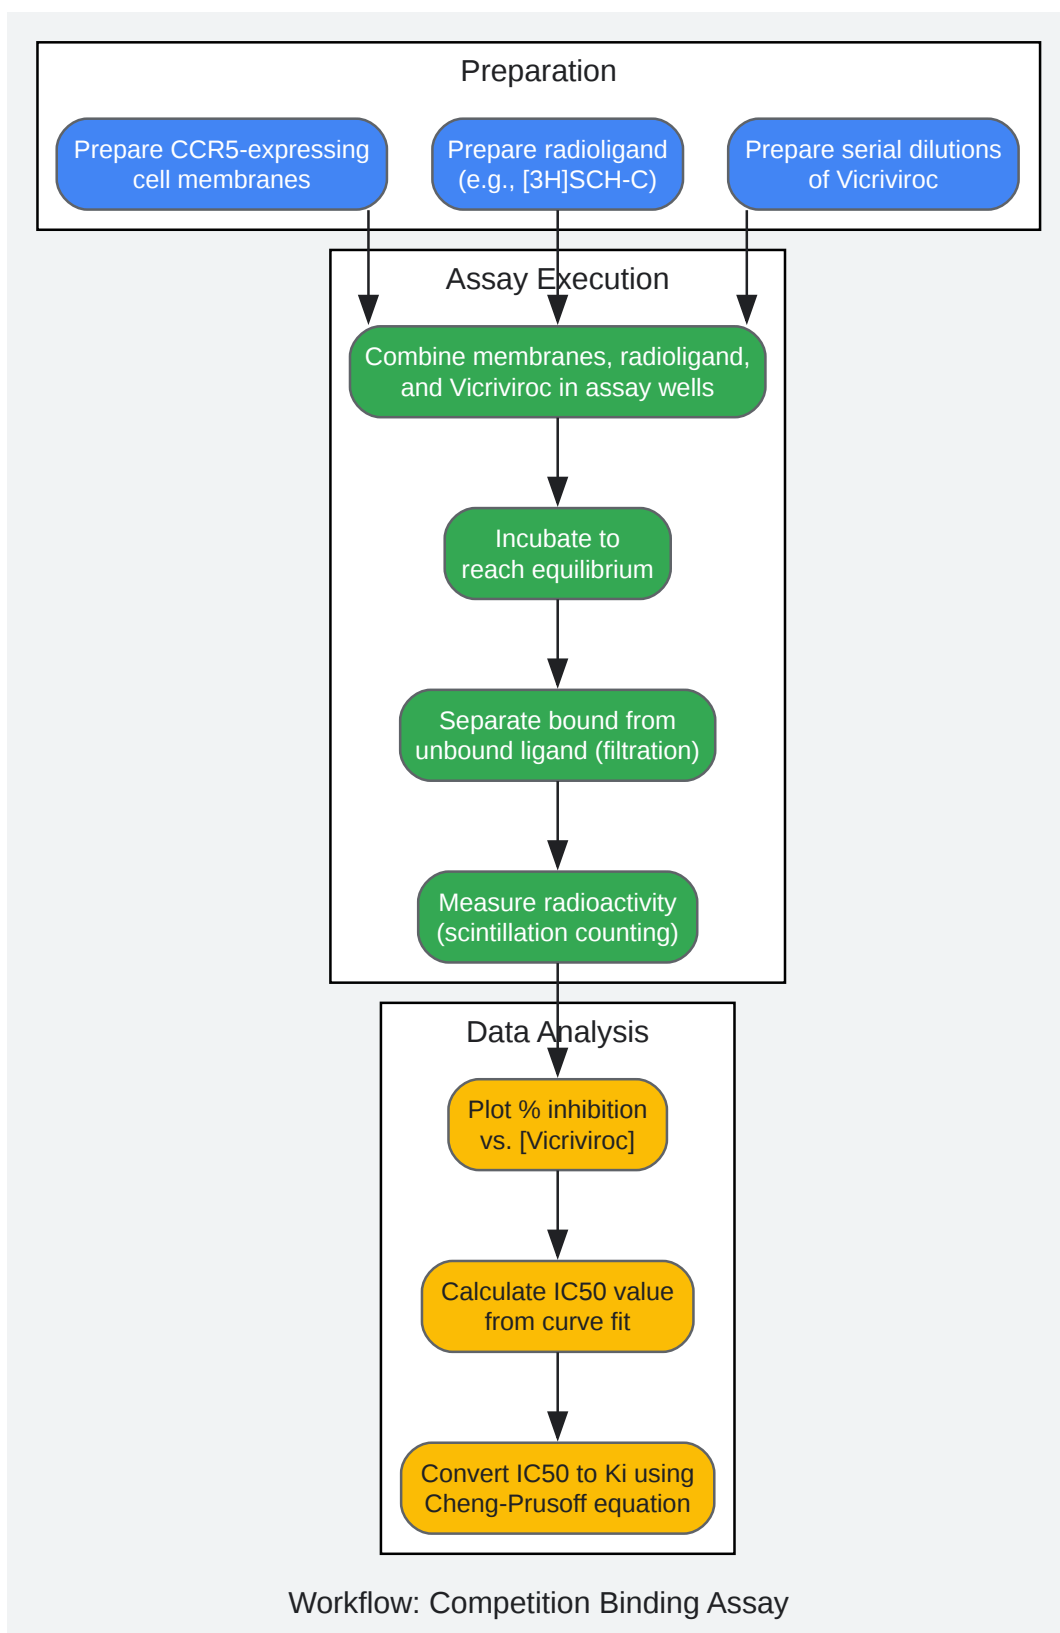 Preparation
Prepare CCR5-expressing
cell membranes
Prepare radioligand
(e.g., [3H]SCH-C)
Prepare serial dilutions
of Vicriviroc
Assay Execution
Combine membranes, radioligand,
and Vicriviroc in assay wells
Incubate to
reach equilibrium
Separate bound from
unbound ligand (filtration)
Measure radioactivity
(scintillation counting)
Data Analysis
Plot % inhibition
vs. [Vicriviroc]
Calculate IC50 value
from curve fit
Convert IC50 to Ki using
Cheng-Prusoff equation
Workflow: Competition Binding Assay